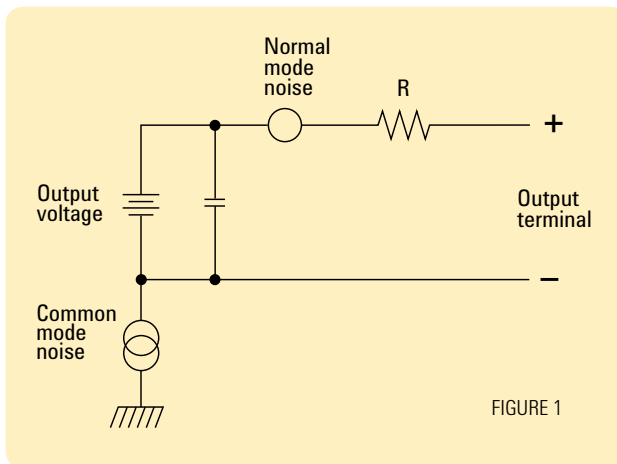 Normal
mode
noise
R
+
Output
voltage
Output
terminal
−
Common
mode
noise
FIGURE 1